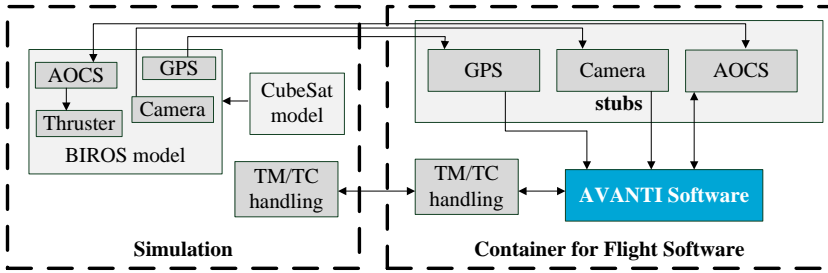 AOCS
GPS
Thruster
Camera
BIROS model
CubeSat
model
TM/TC
handling
Simulation
GPS
Camera
AOCS
stubs
TM/TC
handling
AVANTI Software
Container for Flight Software